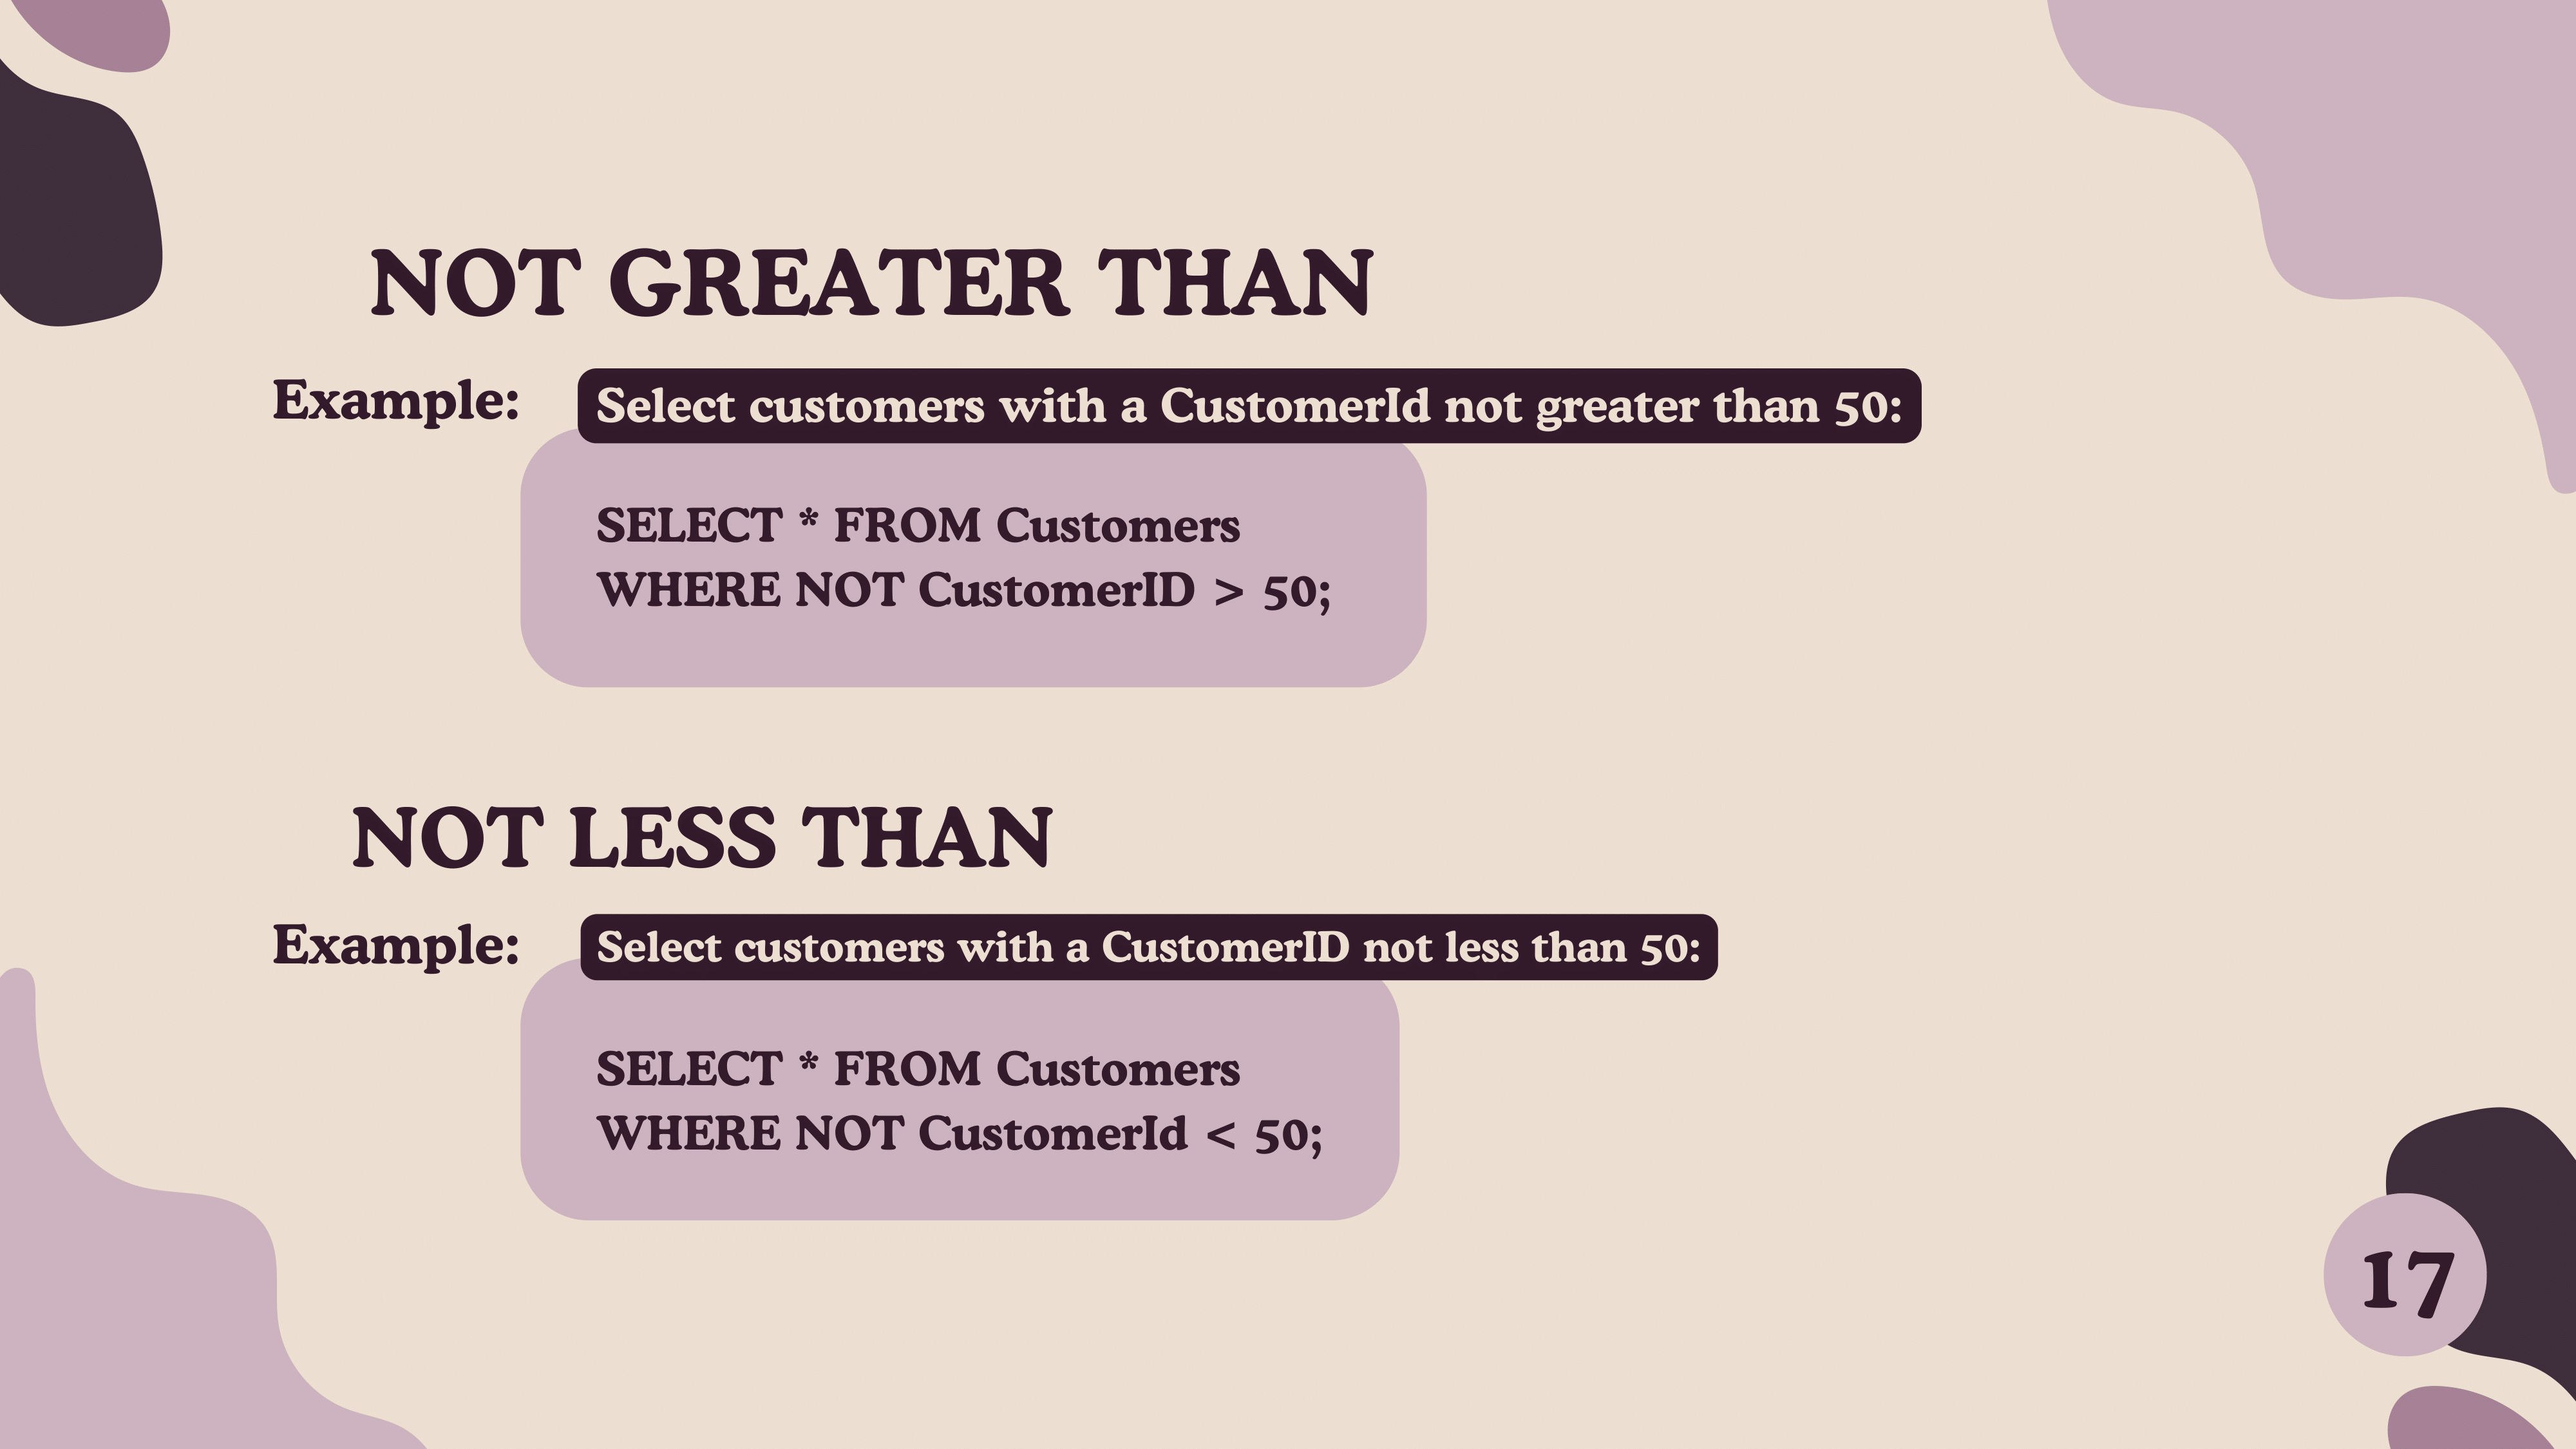 NOT GREATER THAN
Example:
Select customers with a CustomerId not greater than 50:
SELECT * FROM Customers
WHERE NOT CustomerID > 50;
NOT LESS THAN
Example:
Select customers with a CustomerID not less than 50:
SELECT * FROM Customers
WHERE NOT CustomerId < 50;
17